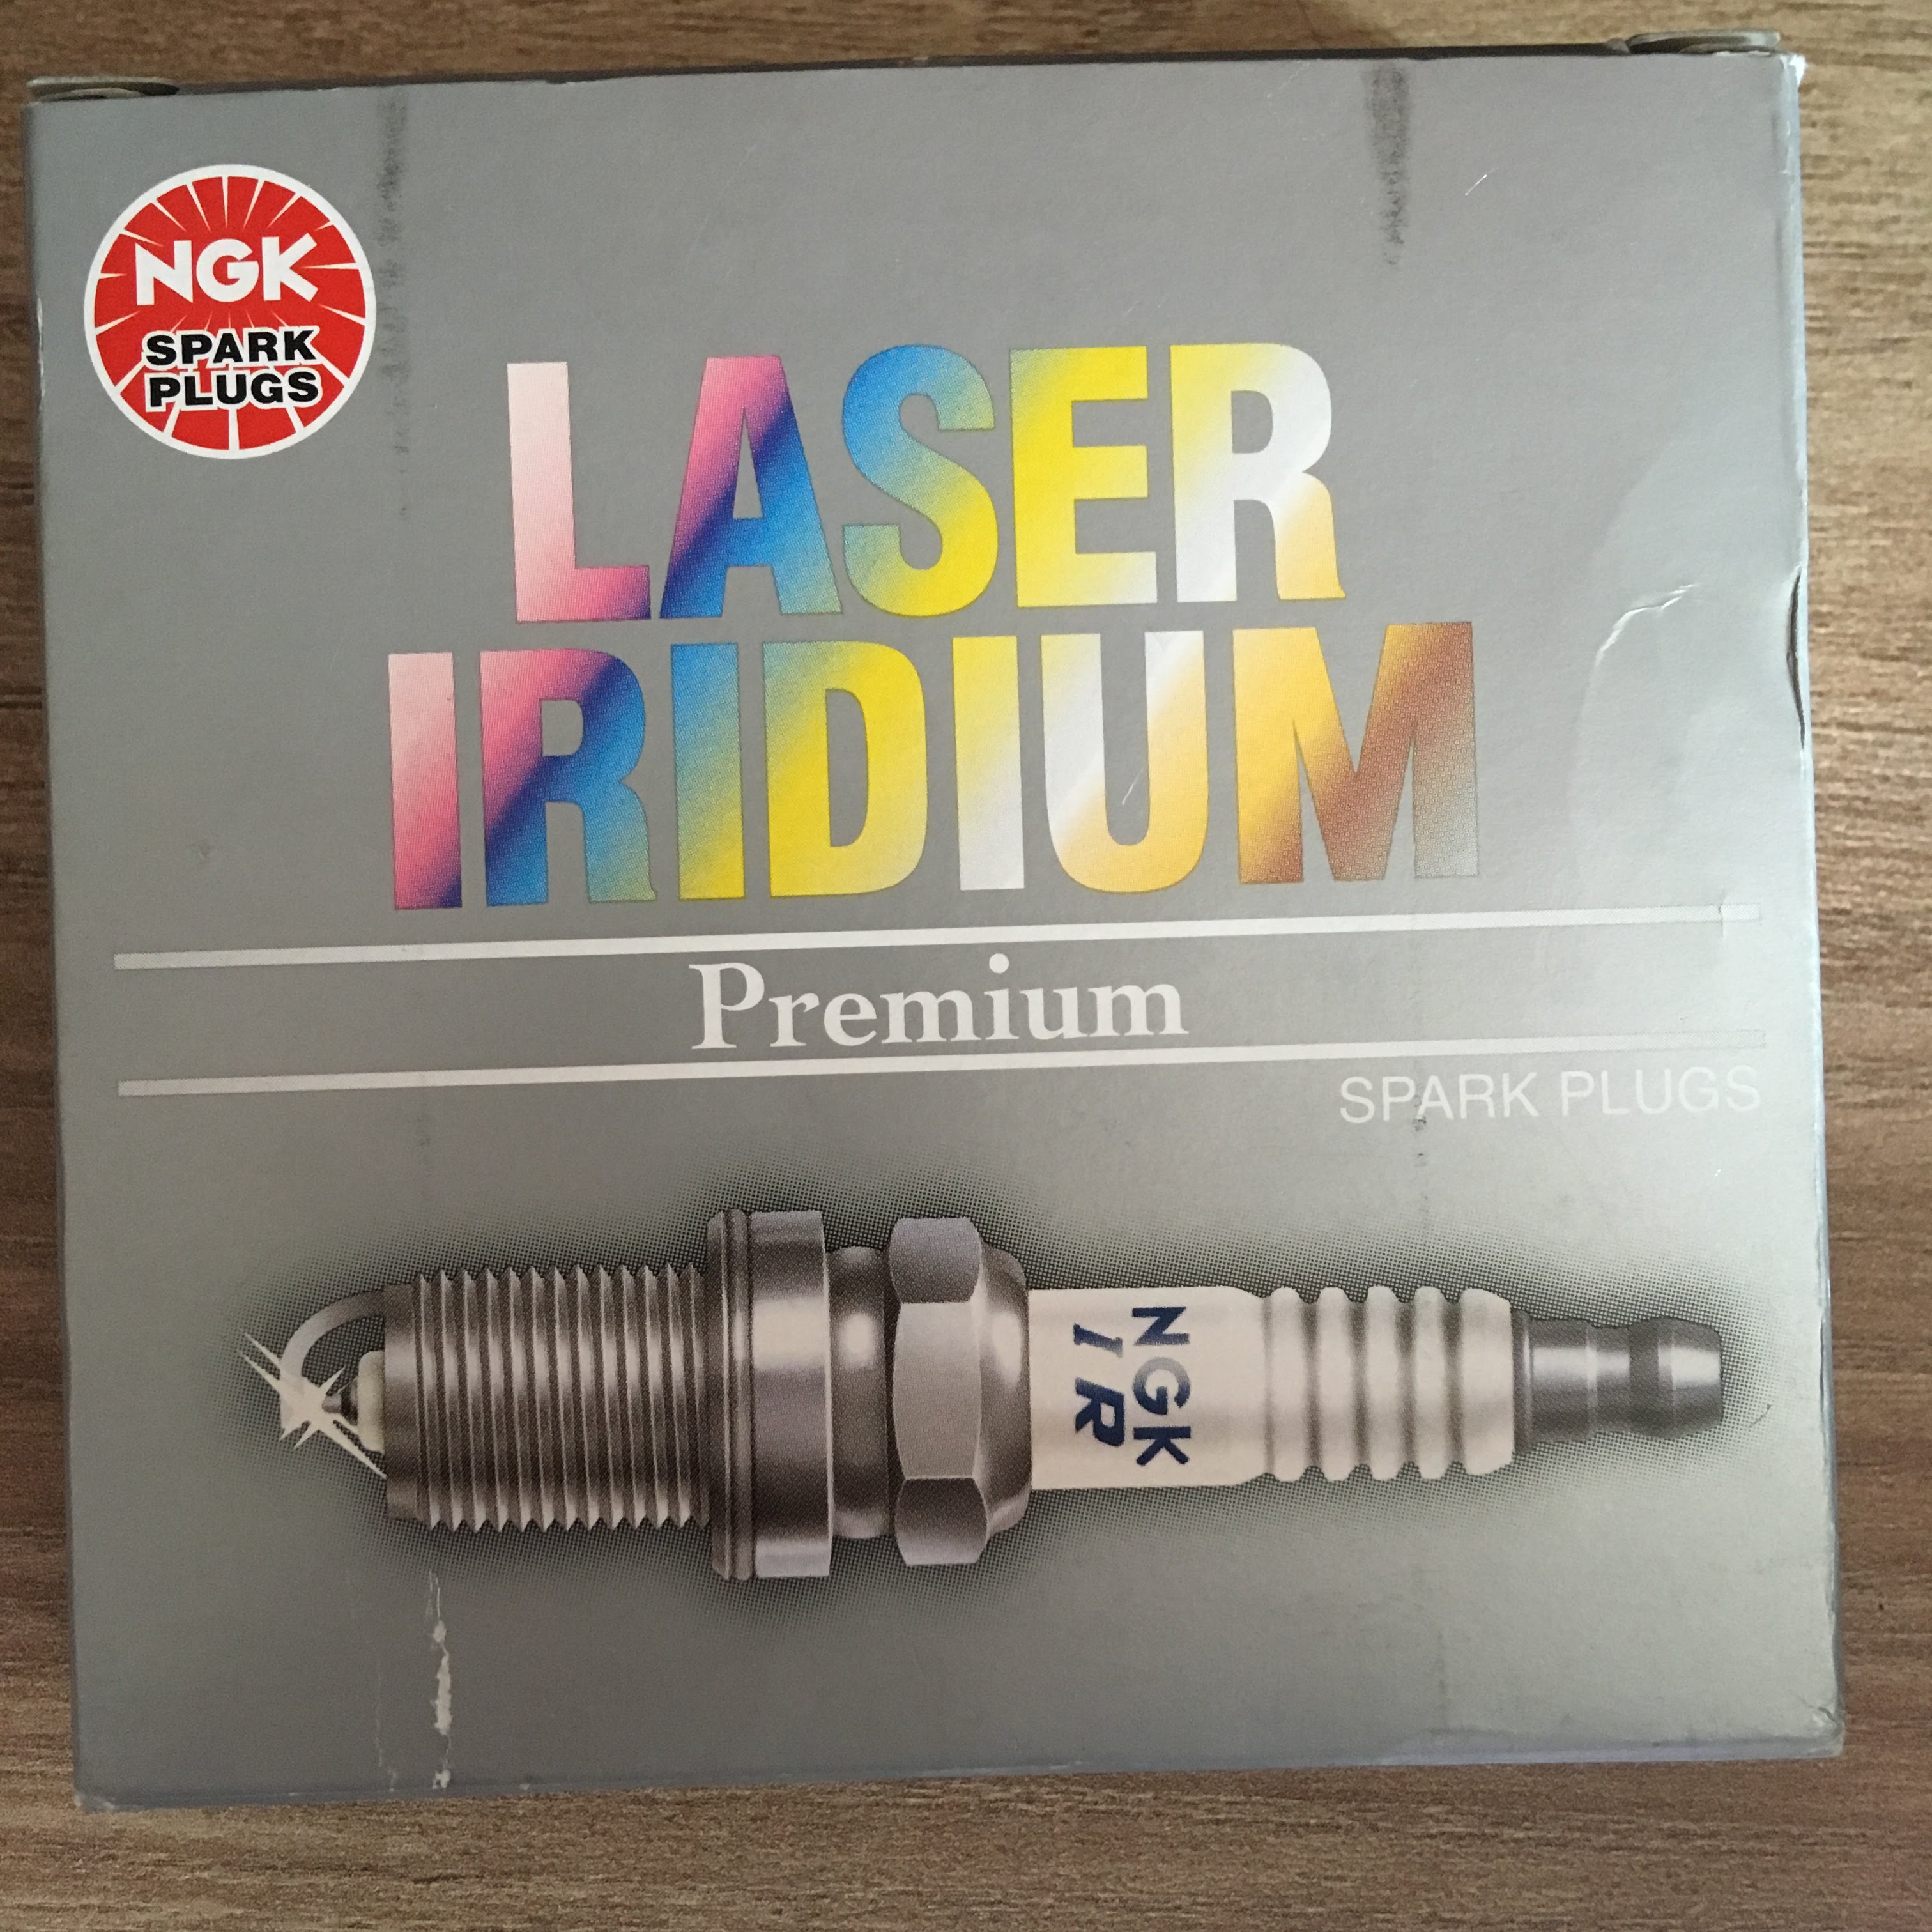 NGK
SPARK
PLUGS
LASER
IRIDIUM
Premium
SPARK PLUGS
NGK
IR